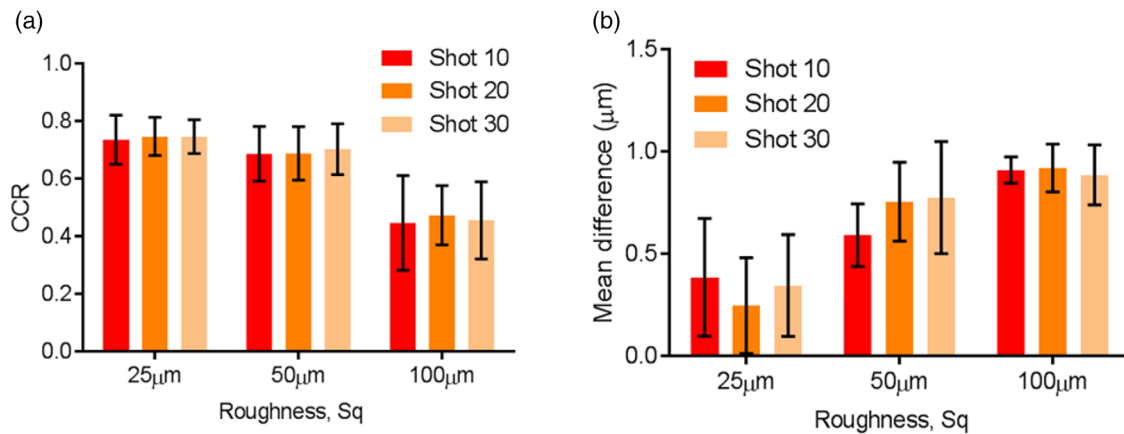 (a)
1.0
0.8
0.6
0.4
0.2
0.0
CCR
Shot 10
Shot 20
Shot 30
25μm
50μm
100μm
Roughness, Sq
(b)
1.5
1.0
0.5
0.0
Mean difference (μm)
Shot 10
Shot 20
Shot 30
25μm
50μm
100μm
Roughness, Sq